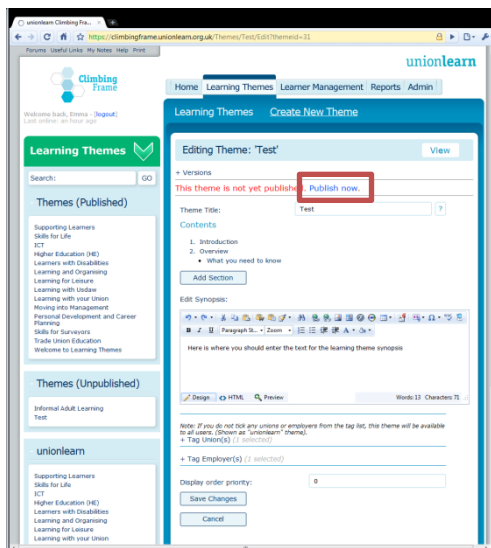 unionlearn Climbing Fra...
https://climbingframe.unionlearn.org.uk/Themes/Test/Edit?themeid=31
Forums Useful Links My Notes Help Print
unionlearn
Climbing
Frame
Home Learning Themes Learner Management Reports Admin
Welcome back, Emma - [logout]
Last online: an hour ago
Learning Themes Create New Theme
Learning Themes
Search: GO
Themes (Published)
Supporting Learners
Skills for Life
ICT
Higher Education (HE)
Learners with Disabilities
Learning and Organising
Learning for Leisure
Learning with Usdaw
Learning with your Union
Moving into Management
Personal Development and Career
Planning
Skills for Surveyors
Trade Union Education
Welcome to Learning Themes
Themes (Unpublished)
Informal Adult Learning
Test
unionlearn
Supporting Learners
Skills for Life
ICT
Higher Education (HE)
Learners with Disabilities
Learning and Organising
Learning for Leisure
Learning with your Union
Editing Theme: 'Test' View
+ Versions
This theme is not yet published. Publish now.
Theme Title: Test ?
Contents
1. Introduction
2. Overview
• What you need to know
Add Section
Edit Synopsis:
B I U Paragraph St... Zoom
Here is where you should enter the text for the learning theme synopsis
Design HTML Preview Words: 13 Characters: 71
Note: If you do not tick any unions or employers from the tag list, this theme will be available
to all users. (Shown as "unionlearn" theme).
+ Tag Union(s) (1 selected)
+ Tag Employer(s) (1 selected)
Display order priority: 0
Save Changes
Cancel